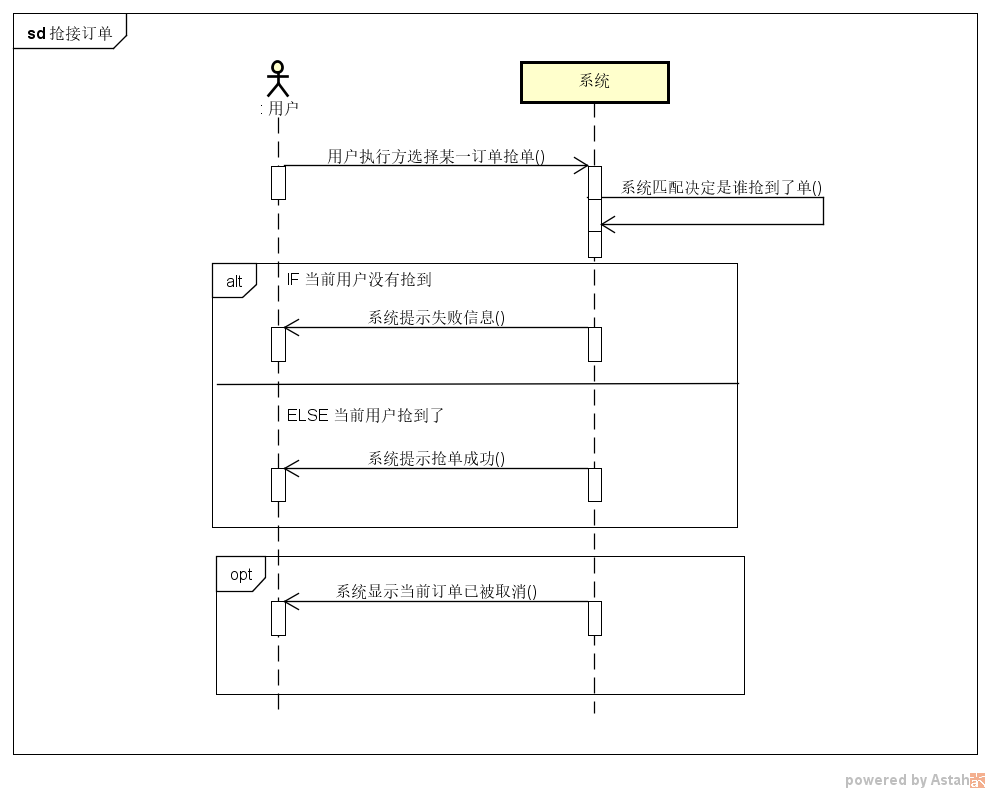 sd 抢接订单
: 用户
系统
用户执行方选择某一订单抢单()
系统匹配决定是谁抢到了单()
alt
IF 当前用户没有抢到
系统提示失败信息()
ELSE 当前用户抢到了
系统提示抢单成功()
opt
系统显示当前订单已被取消()
powered by Astah